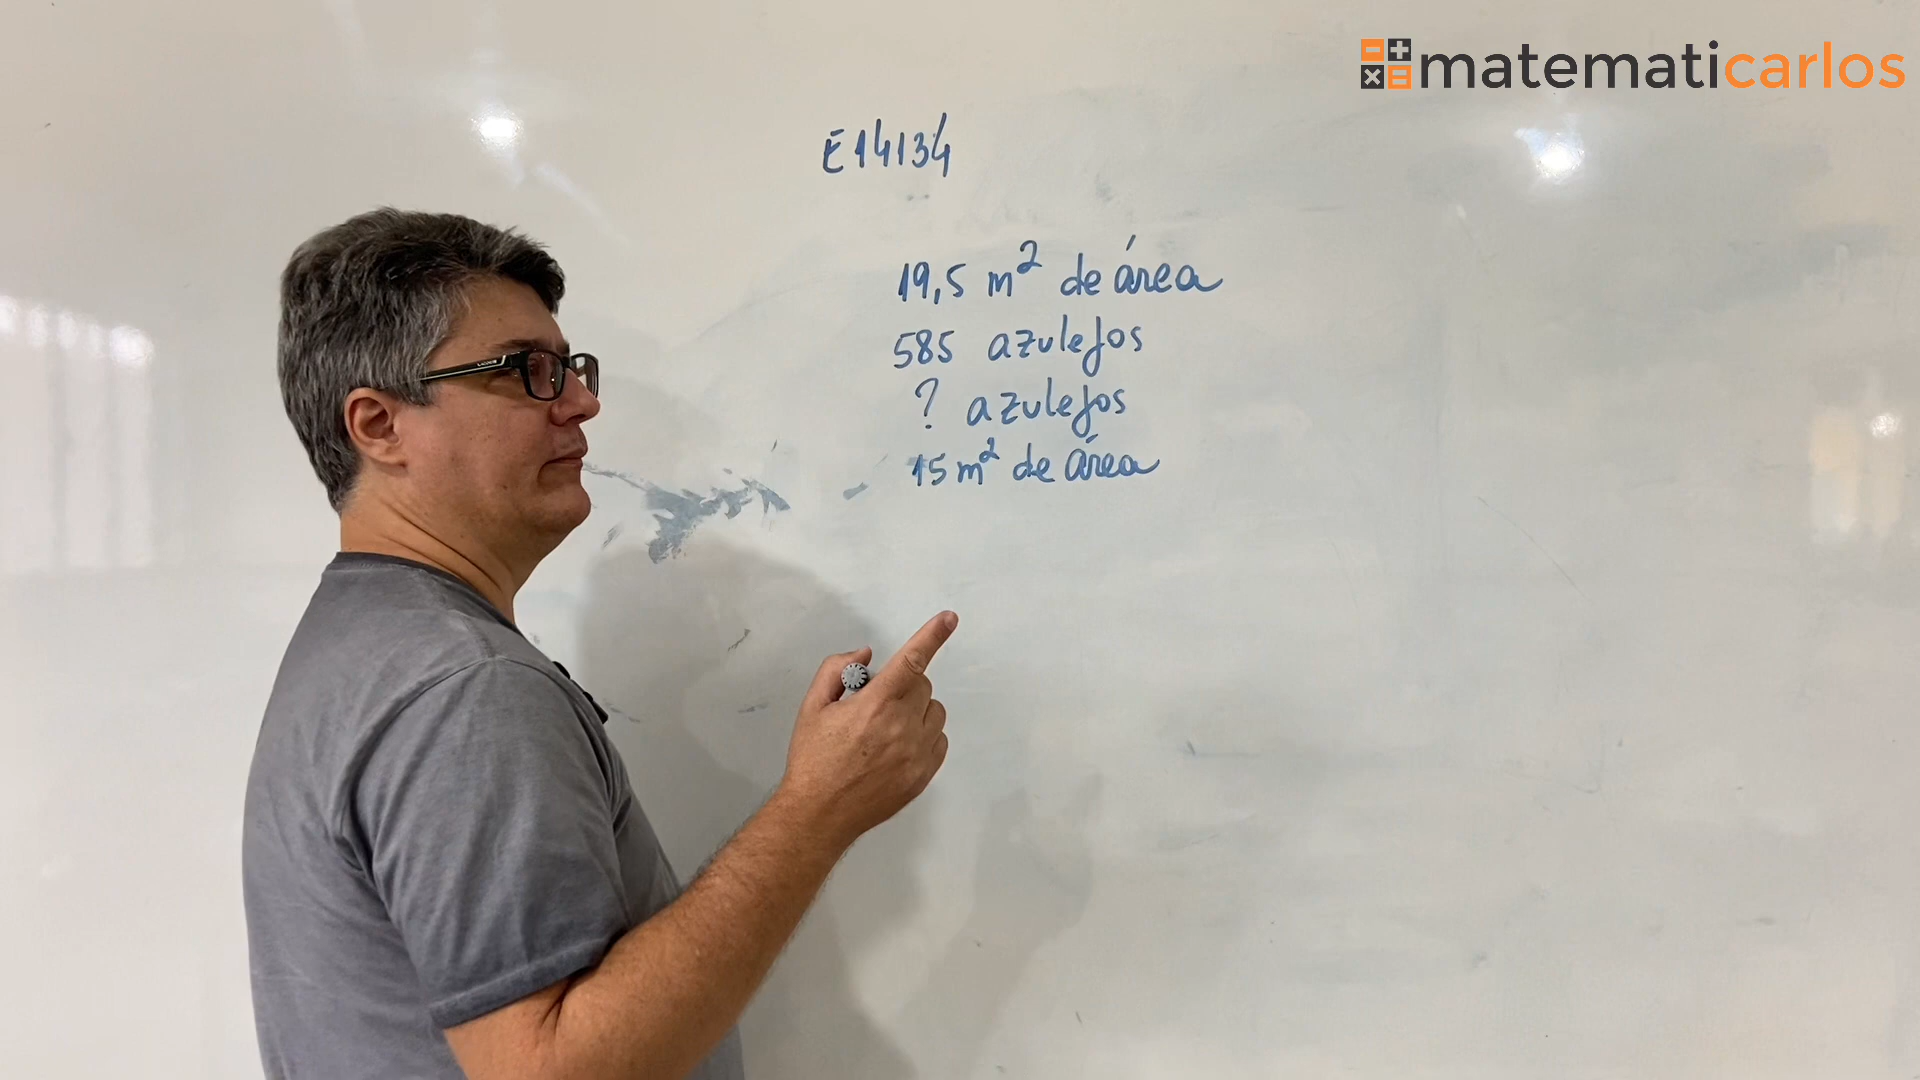 matematicarlos
E14134
19,5 m² de área
585 azulejos
? azulejos
15 m² de área